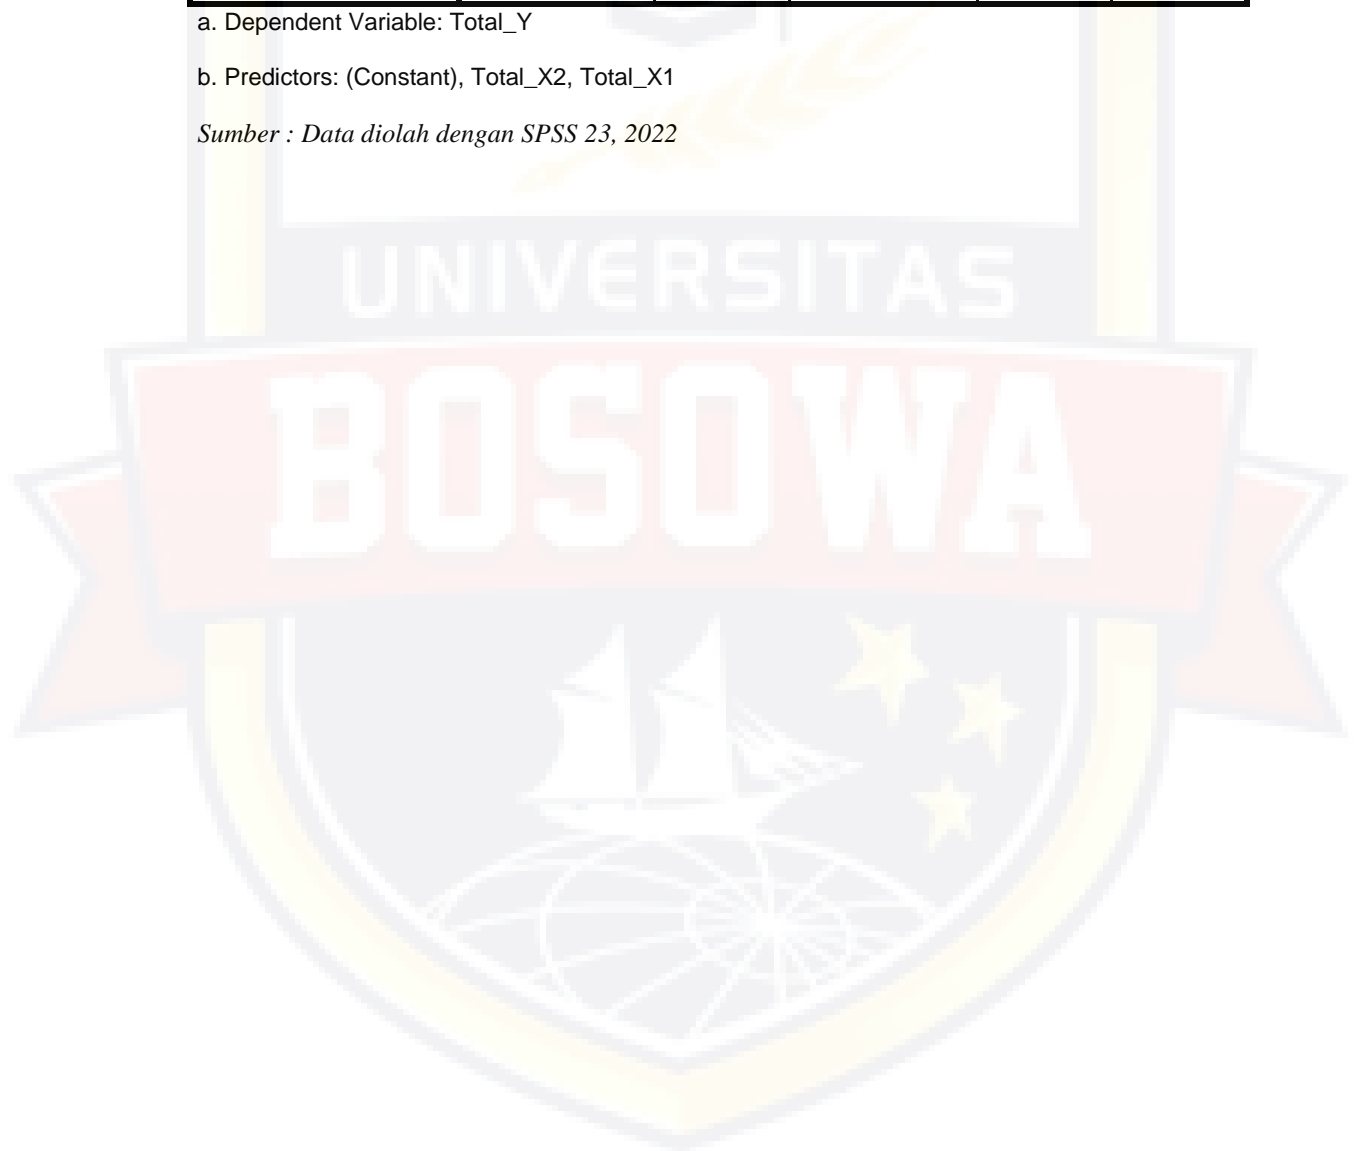 a. Dependent Variable: Total_Y
b. Predictors: (Constant), Total_X2, Total_X1
Sumber : Data diolah dengan SPSS 23, 2022
UNIVERSITAS
BOSOWA